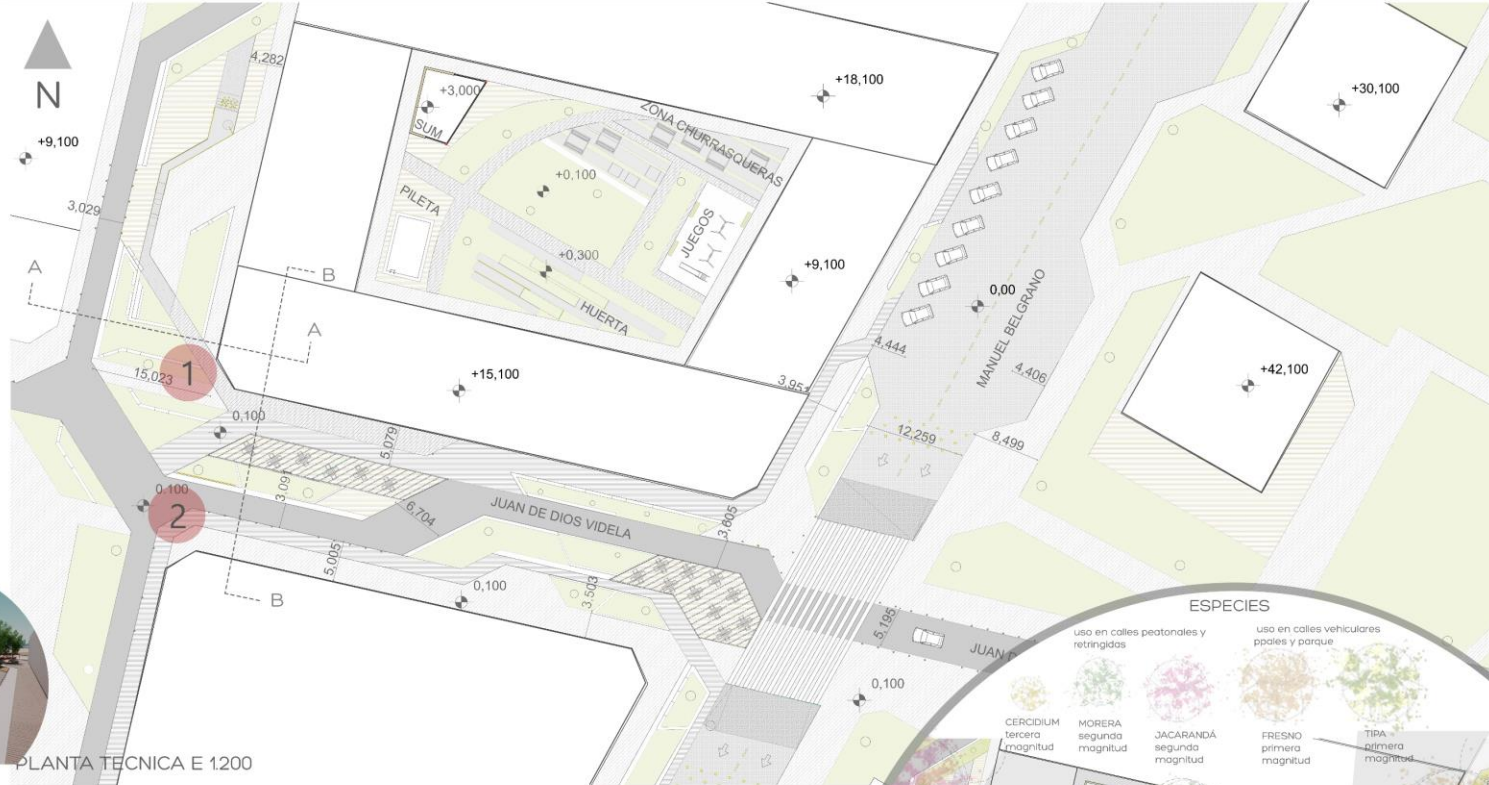 N
4,282
+18,100
+30,100
+3,000
SUM
ZONA CHURRASQUERAS
+9,100
+0,100
3,029
PILETA
JUEGOS
+0,300
+9,100
A
B
HUERTA
0,00
MANUEL BELGRANO
A
4,444
1
15,023
+15,100
3,951
4,406
+42,100
0,100
5,079
12,259
8,499
0,100
3,091
2
6,704
JUAN DE DIOS VIDELA
3,605
5,005
0,100
3,503
B
5,195
JUAN D
0,100
ESPECIES
uso en calles peatonales y
retringidas
uso en calles vehiculares
ppales y parque
CERCIDIUM
tercera
magnitud
MORERA
segunda
magnitud
JACARANDÁ
segunda
magnitud
FRESNO
primera
magnitud
TIPA
primera
magnitud
PLANTA TECNICA E 1.200